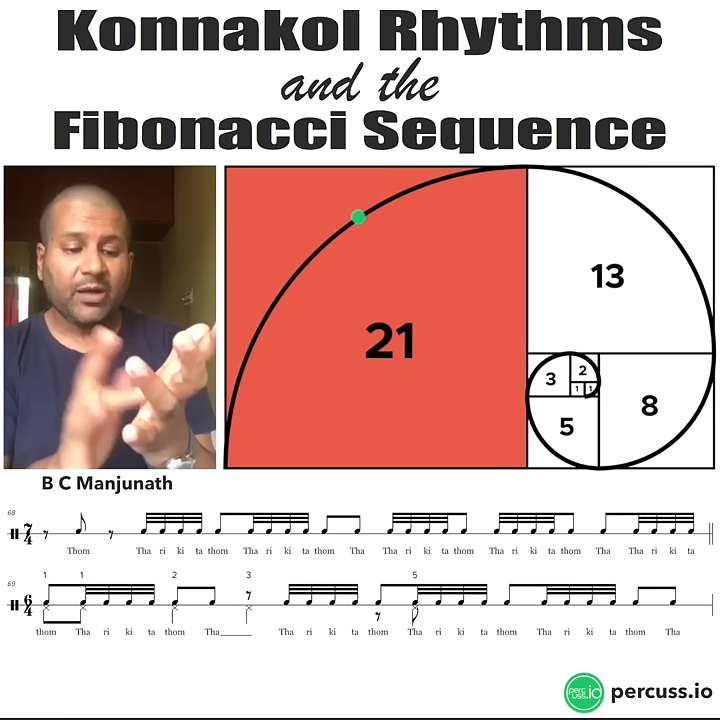 Konnakol Rhythms
and the
Fibonacci Sequence
13
21
3
2
1 1
8
5
B C Manjunath
68
7
4
Thom Tha ri ki ta thom Tha ri ki ta thom Tha Tha ri ki ta thom Tha ri ki ta thom Tha Tha ri ki ta
1 1 2 3 5
69
6
4
thom Tha ri ki ta thom Tha____ Tha ri ki ta thom Tha ri ki ta thom Tha ri ki ta thom Tha
perc
uss.io percuss.io